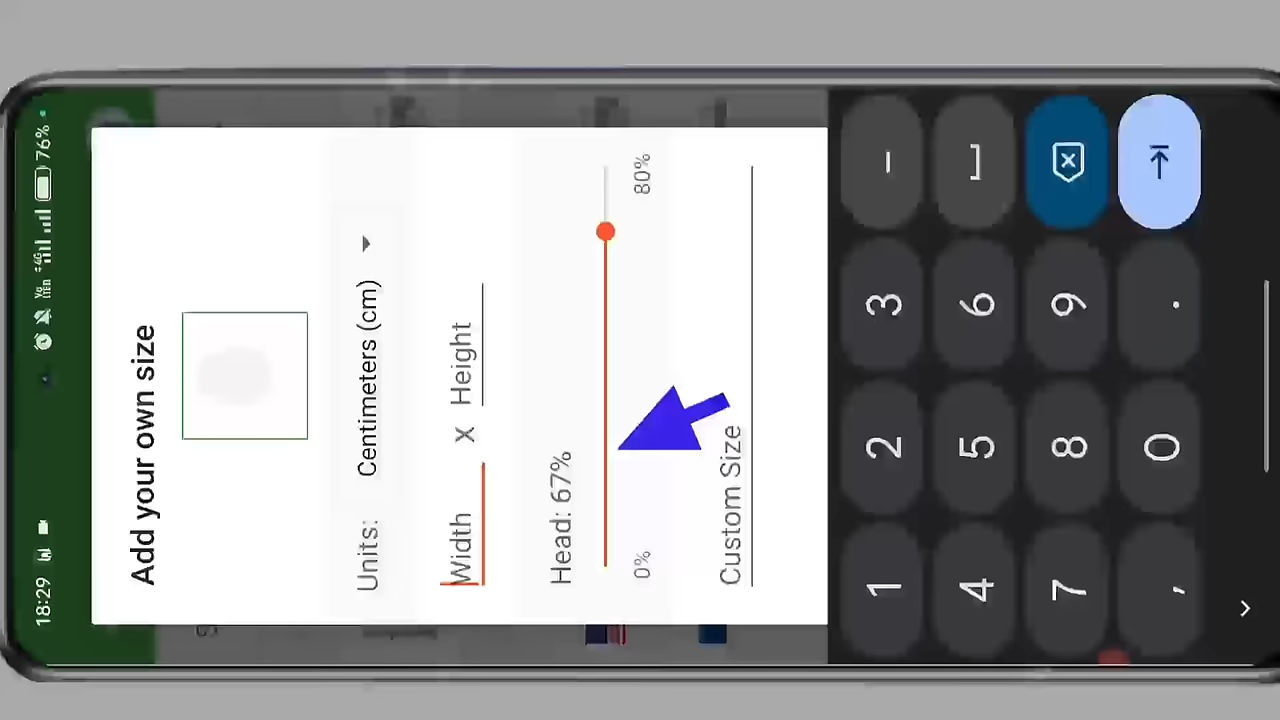 18:29 4G 76%
Add your own size
Units: Centimeters (cm)
Width X Height
Head: 67%
0% 80%
Custom Size
1 2 3 –
4 5 6
7 8 9
, 0 .